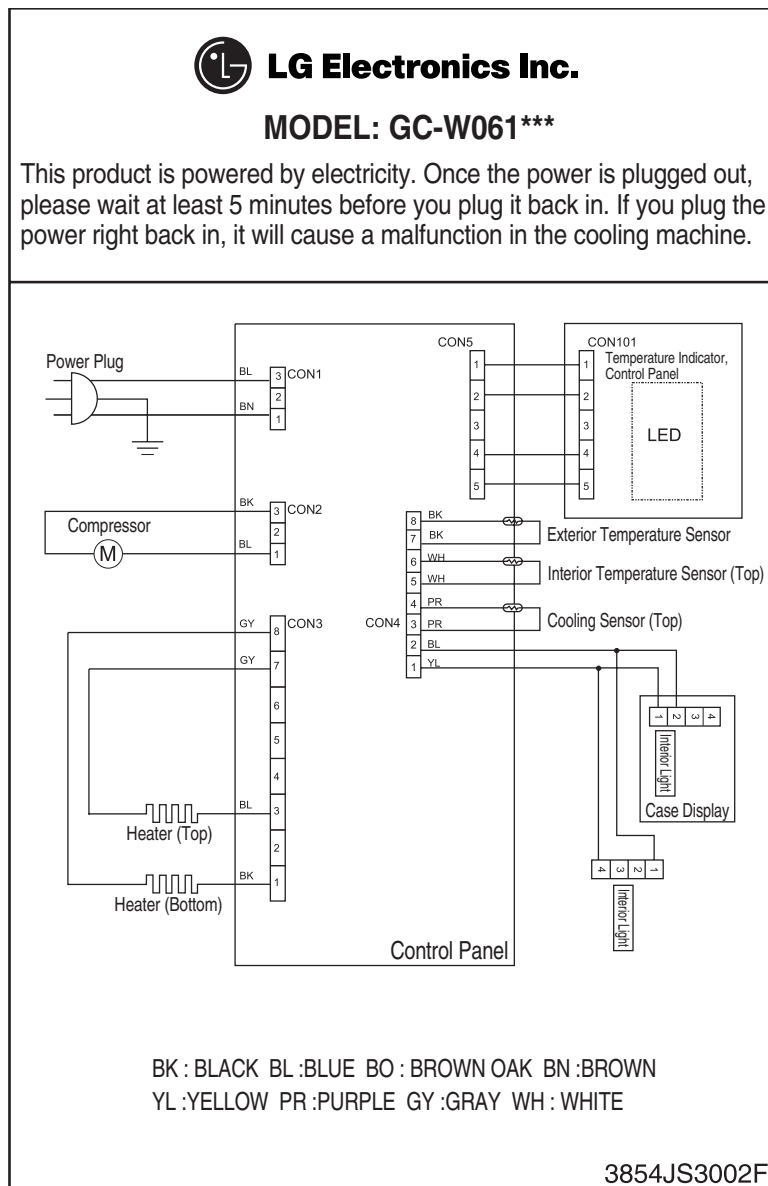 LG Electronics Inc.
MODEL: GC-W061***
This product is powered by electricity. Once the power is plugged out,
please wait at least 5 minutes before you plug it back in. If you plug the
power right back in, it will cause a malfunction in the cooling machine.
Power Plug
BL
3
CON1
2
BN
1
Compressor
M
BK
3
CON2
2
BL
1
GY
8
CON3
GY
7
6
5
4
BL
3
Heater (Top)
2
BK
1
Heater (Bottom)
CON5
1
2
3
4
5
CON101
Temperature Indicator,
Control Panel
1
2
3
4
5
LED
8
BK
7
BK
Exterior Temperature Sensor
6
WH
5
WH
Interior Temperature Sensor (Top)
4
PR
CON4
3
PR
Cooling Sensor (Top)
2
BL
1
YL
1 2 3 4
Interior Light
Case Display
4 3 2 1
Interior Light
Control Panel
BK : BLACK BL :BLUE BO : BROWN OAK BN :BROWN
YL :YELLOW PR :PURPLE GY :GRAY WH : WHITE
3854JS3002F